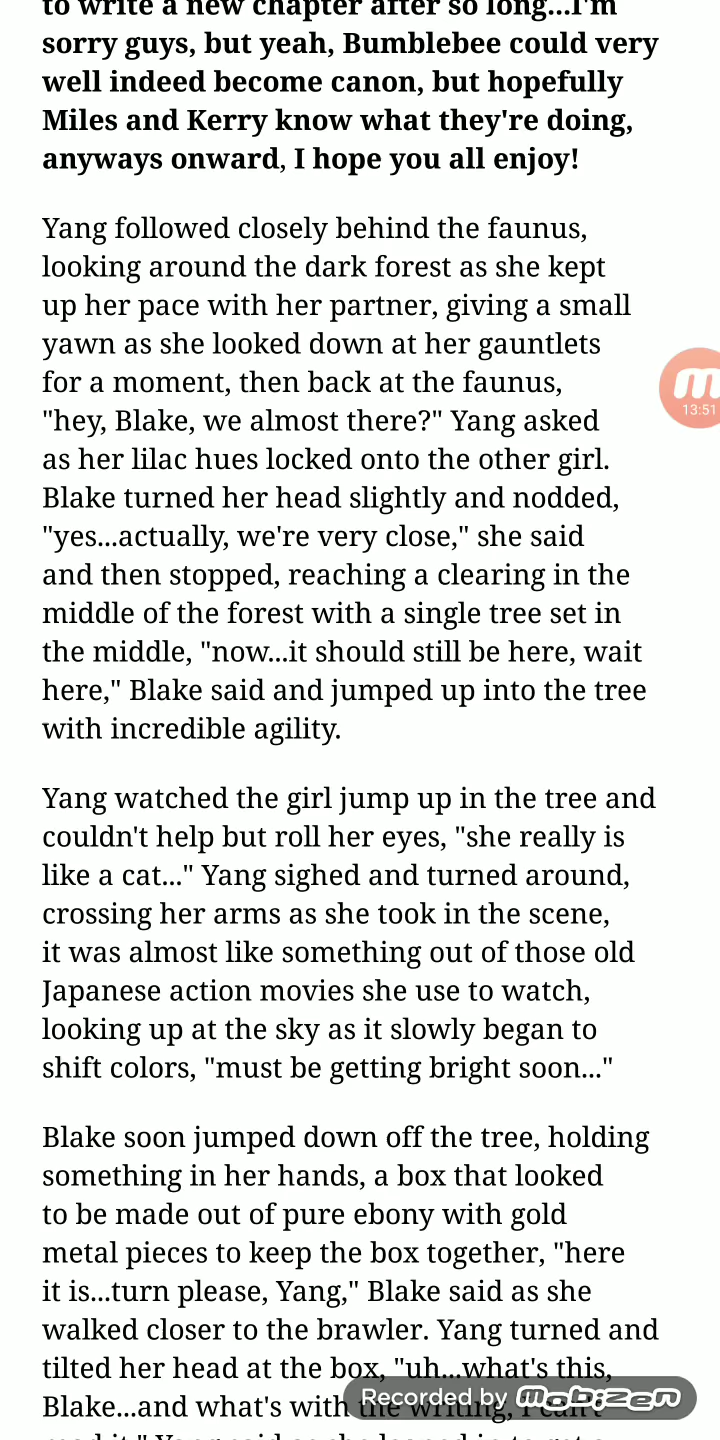 to write a new chapter after so long...I'm
sorry guys, but yeah, Bumblebee could very
well indeed become canon, but hopefully
Miles and Kerry know what they're doing,
anyways onward, I hope you all enjoy!
Yang followed closely behind the faunus,
looking around the dark forest as she kept
up her pace with her partner, giving a small
yawn as she looked down at her gauntlets
for a moment, then back at the faunus,
"hey, Blake, we almost there?" Yang asked
as her lilac hues locked onto the other girl.
Blake turned her head slightly and nodded,
"yes...actually, we're very close," she said
and then stopped, reaching a clearing in the
middle of the forest with a single tree set in
the middle, "now...it should still be here, wait
here," Blake said and jumped up into the tree
with incredible agility.
Yang watched the girl jump up in the tree and
couldn't help but roll her eyes, "she really is
like a cat..." Yang sighed and turned around,
crossing her arms as she took in the scene,
it was almost like something out of those old
Japanese action movies she use to watch,
looking up at the sky as it slowly began to
shift colors, "must be getting bright soon..."
Blake soon jumped down off the tree, holding
something in her hands, a box that looked
to be made out of pure ebony with gold
metal pieces to keep the box together, "here
it is...turn please, Yang," Blake said as she
walked closer to the brawler. Yang turned and
tilted her head at the box, "uh...what's this,
Blake...and what's with the writing, I can't
m
13:51
Recorded by mobizen